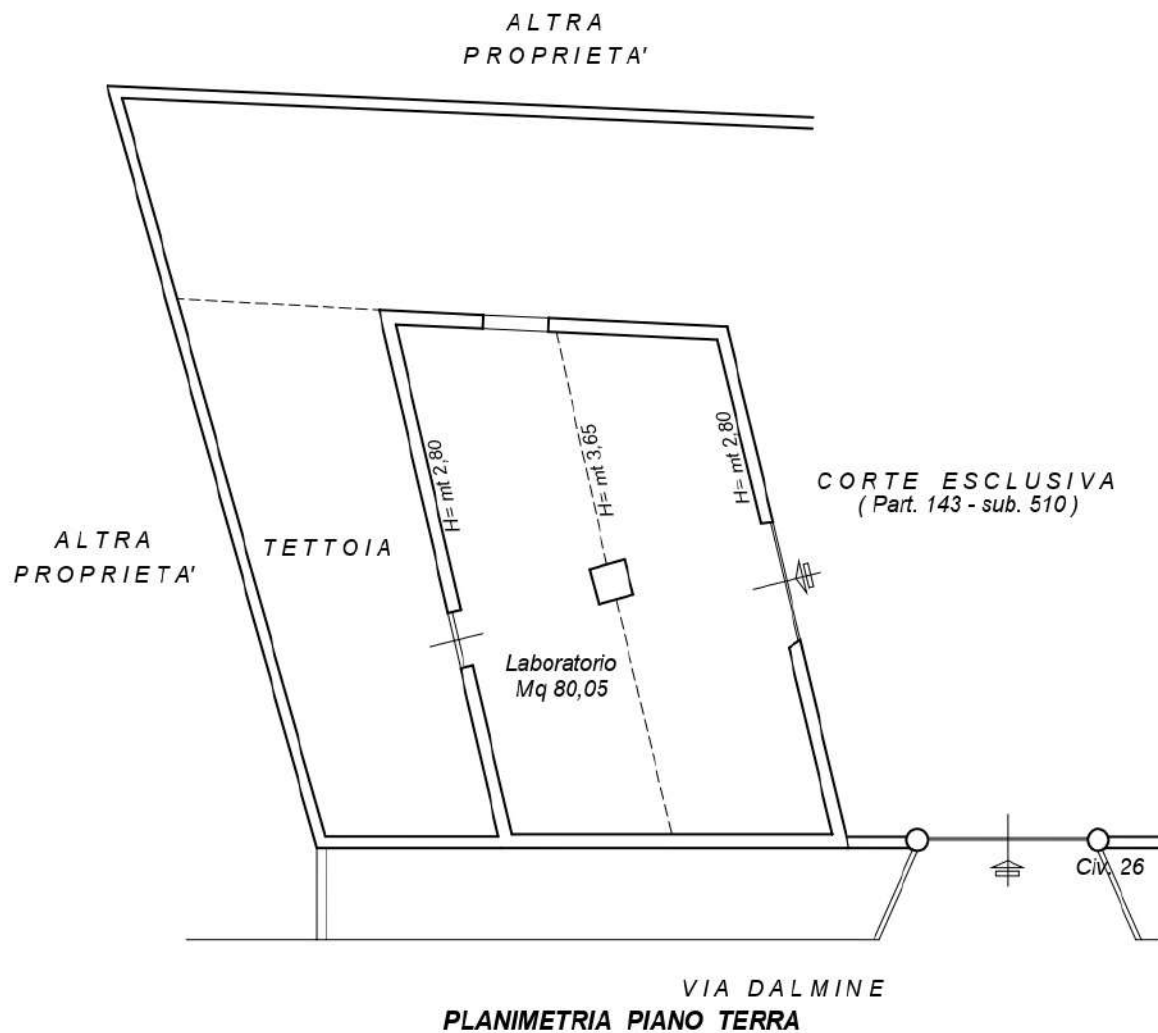 ALTRA
PROPRIETA'
H= mt 2,80
H= mt 3,65
H= mt 2,80
CORTE ESCLUSIVA
( Part. 143 - sub. 510 )
ALTRA
PROPRIETA'
TETTOIA
Laboratorio
Mq 80,05
Civ. 26
VIA DALMINE
PLANIMETRIA PIANO TERRA